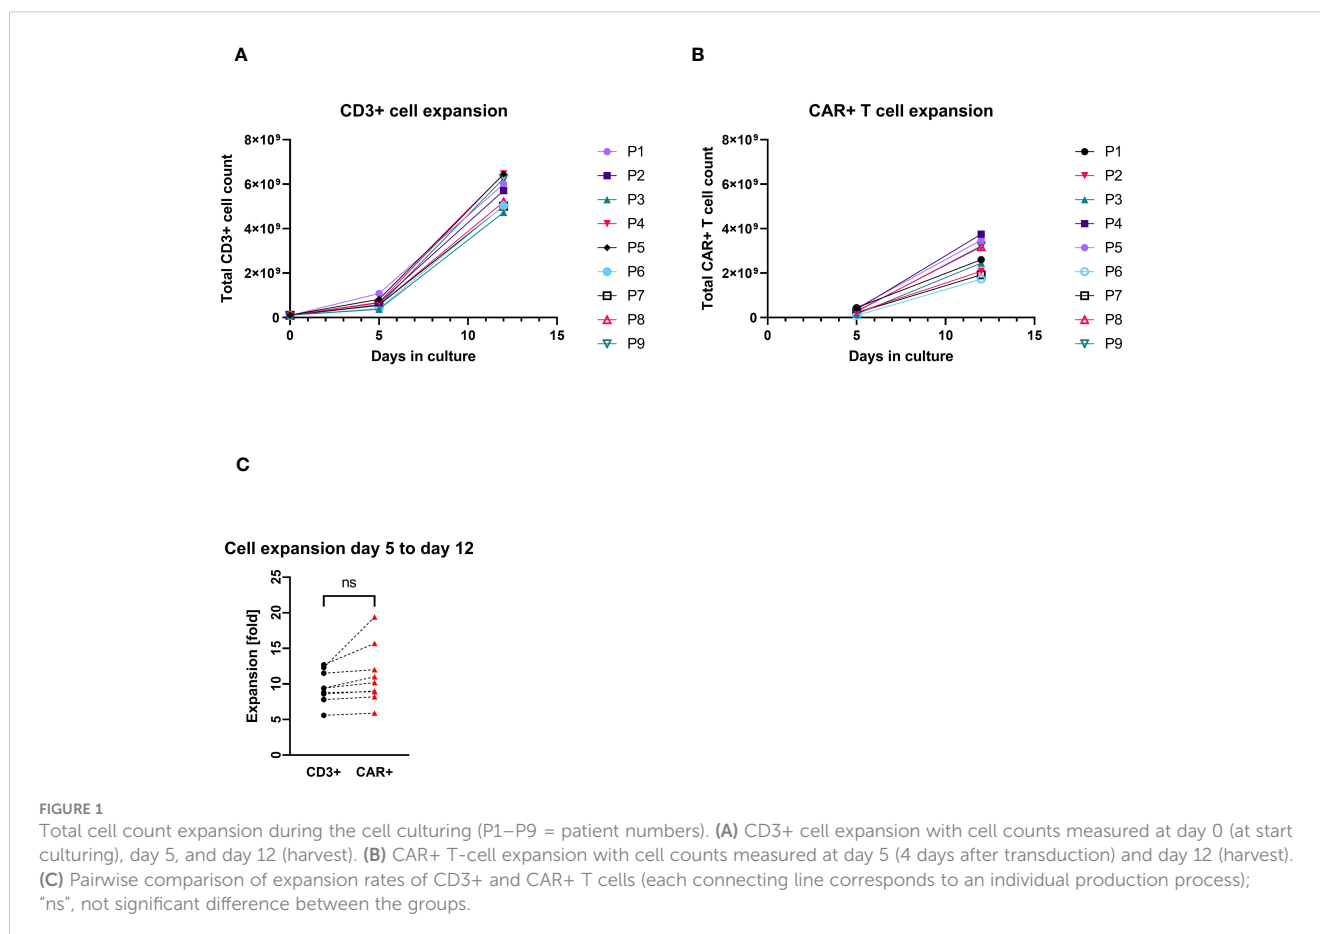 A
B
CD3+ cell expansion
CAR+ T cell expansion
8×10⁹
6×10⁹
4×10⁹
2×10⁹
0
Total CD3+ cell count
0 5 10 15
Days in culture
P1
P2
P3
P4
P5
P6
P7
P8
P9
8×10⁹
6×10⁹
4×10⁹
2×10⁹
0
Total CAR+ T cell count
0 5 10 15
Days in culture
P1
P2
P3
P4
P5
P6
P7
P8
P9
C
Cell expansion day 5 to day 12
25
20
15
10
5
0
Expansion [fold]
ns
CD3+ CAR+
FIGURE 1
Total cell count expansion during the cell culturing (P1–P9 = patient numbers). (A) CD3+ cell expansion with cell counts measured at day 0 (at start
culturing), day 5, and day 12 (harvest). (B) CAR+ T-cell expansion with cell counts measured at day 5 (4 days after transduction) and day 12 (harvest).
(C) Pairwise comparison of expansion rates of CD3+ and CAR+ T cells (each connecting line corresponds to an individual production process);
“ns”, not significant difference between the groups.